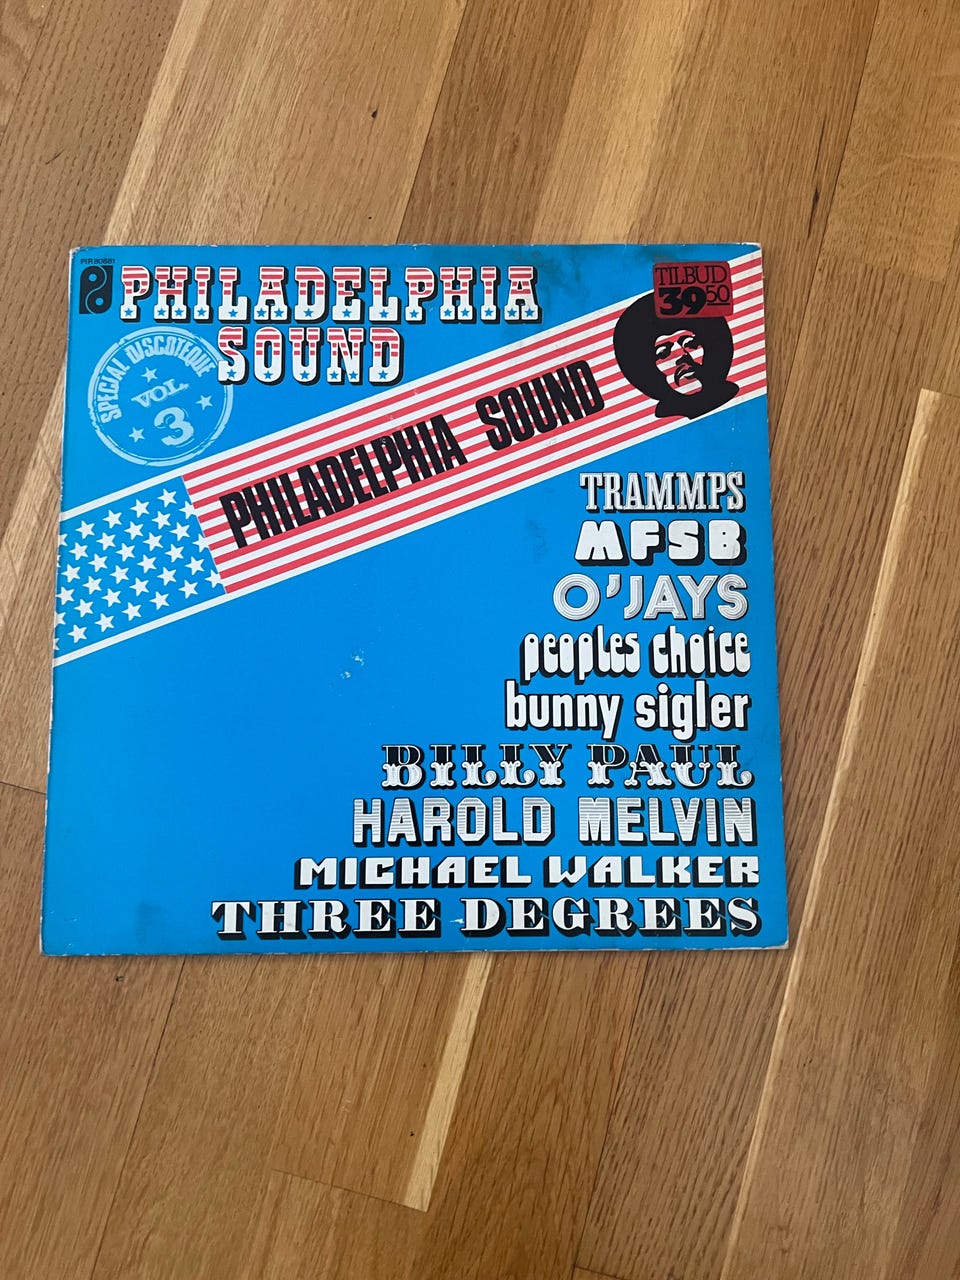 PIR 80681
PHILADELPHIA
SOUND
SPECIAL DISCOTEQUE
VOL.
3
TILBUD
39 50
PHILADELPHIA SOUND
TRAMMPS
MFSB
O'JAYS
peoples choice
bunny sigler
BILLY PAUL
HAROLD MELVIN
MICHAEL WALKER
THREE DEGREES